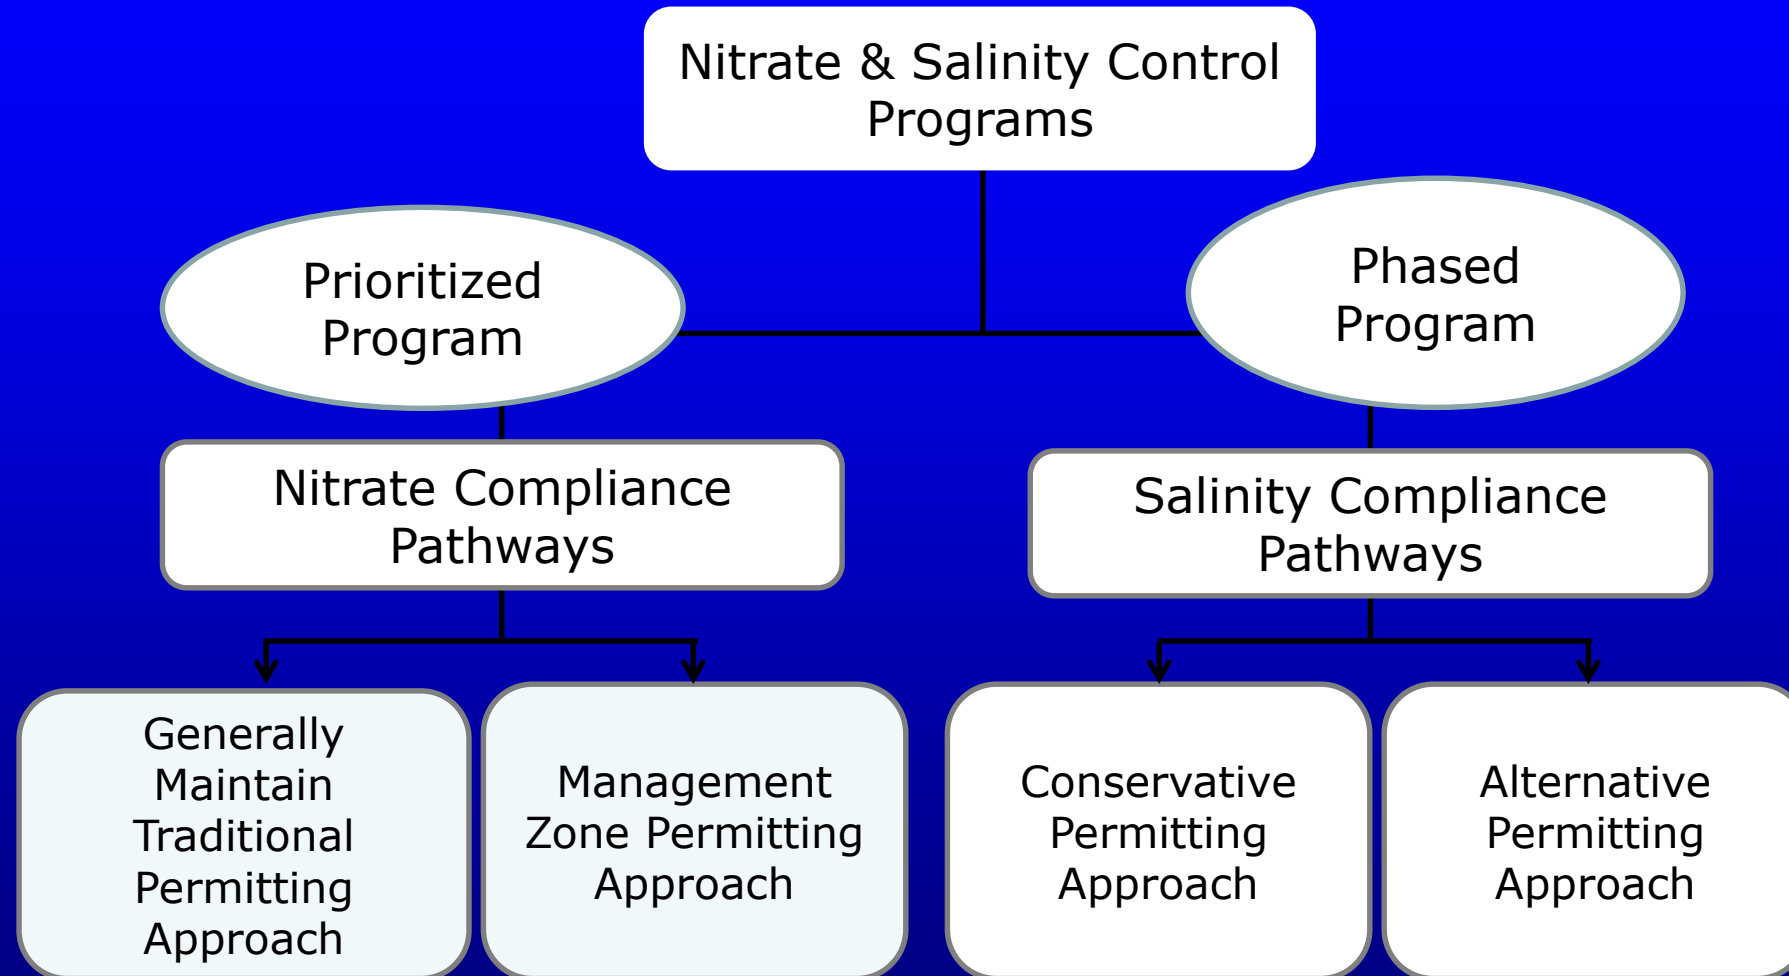 Nitrate & Salinity Control
Programs
Prioritized
Program
Phased
Program
Nitrate Compliance
Pathways
Salinity Compliance
Pathways
Generally
Maintain
Traditional
Permitting
Approach
Management
Zone Permitting
Approach
Conservative
Permitting
Approach
Alternative
Permitting
Approach